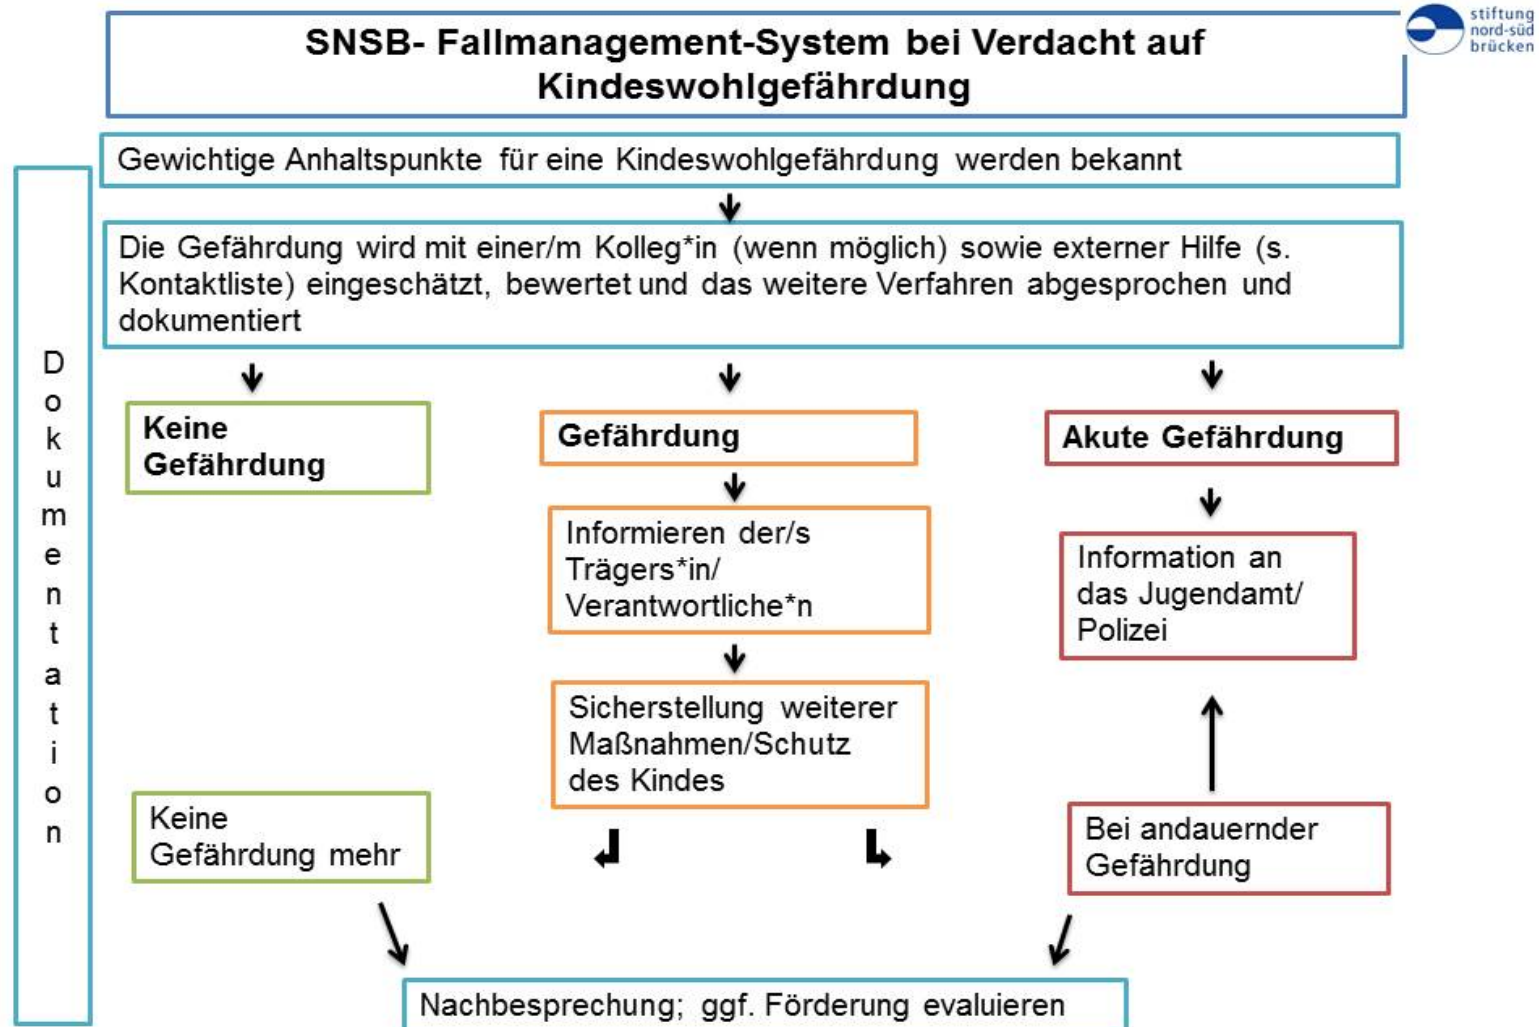 stiftung
nord-süd
brücken
SNSB- Fallmanagement-System bei Verdacht auf
Kindeswohlgefährdung
Gewichtige Anhaltspunkte für eine Kindeswohlgefährdung werden bekannt
Die Gefährdung wird mit einer/m Kolleg*in (wenn möglich) sowie externer Hilfe (s.
Kontaktliste) eingeschätzt, bewertet und das weitere Verfahren abgesprochen und
dokumentiert
Dokumentation
Keine
Gefährdung
Gefährdung
Akute Gefährdung
Informieren der/s
Trägers*in/
Verantwortliche*n
Information an
das Jugendamt/
Polizei
Sicherstellung weiterer
Maßnahmen/Schutz
des Kindes
Keine
Gefährdung mehr
Bei andauernder
Gefährdung
Nachbesprechung; ggf. Förderung evaluieren